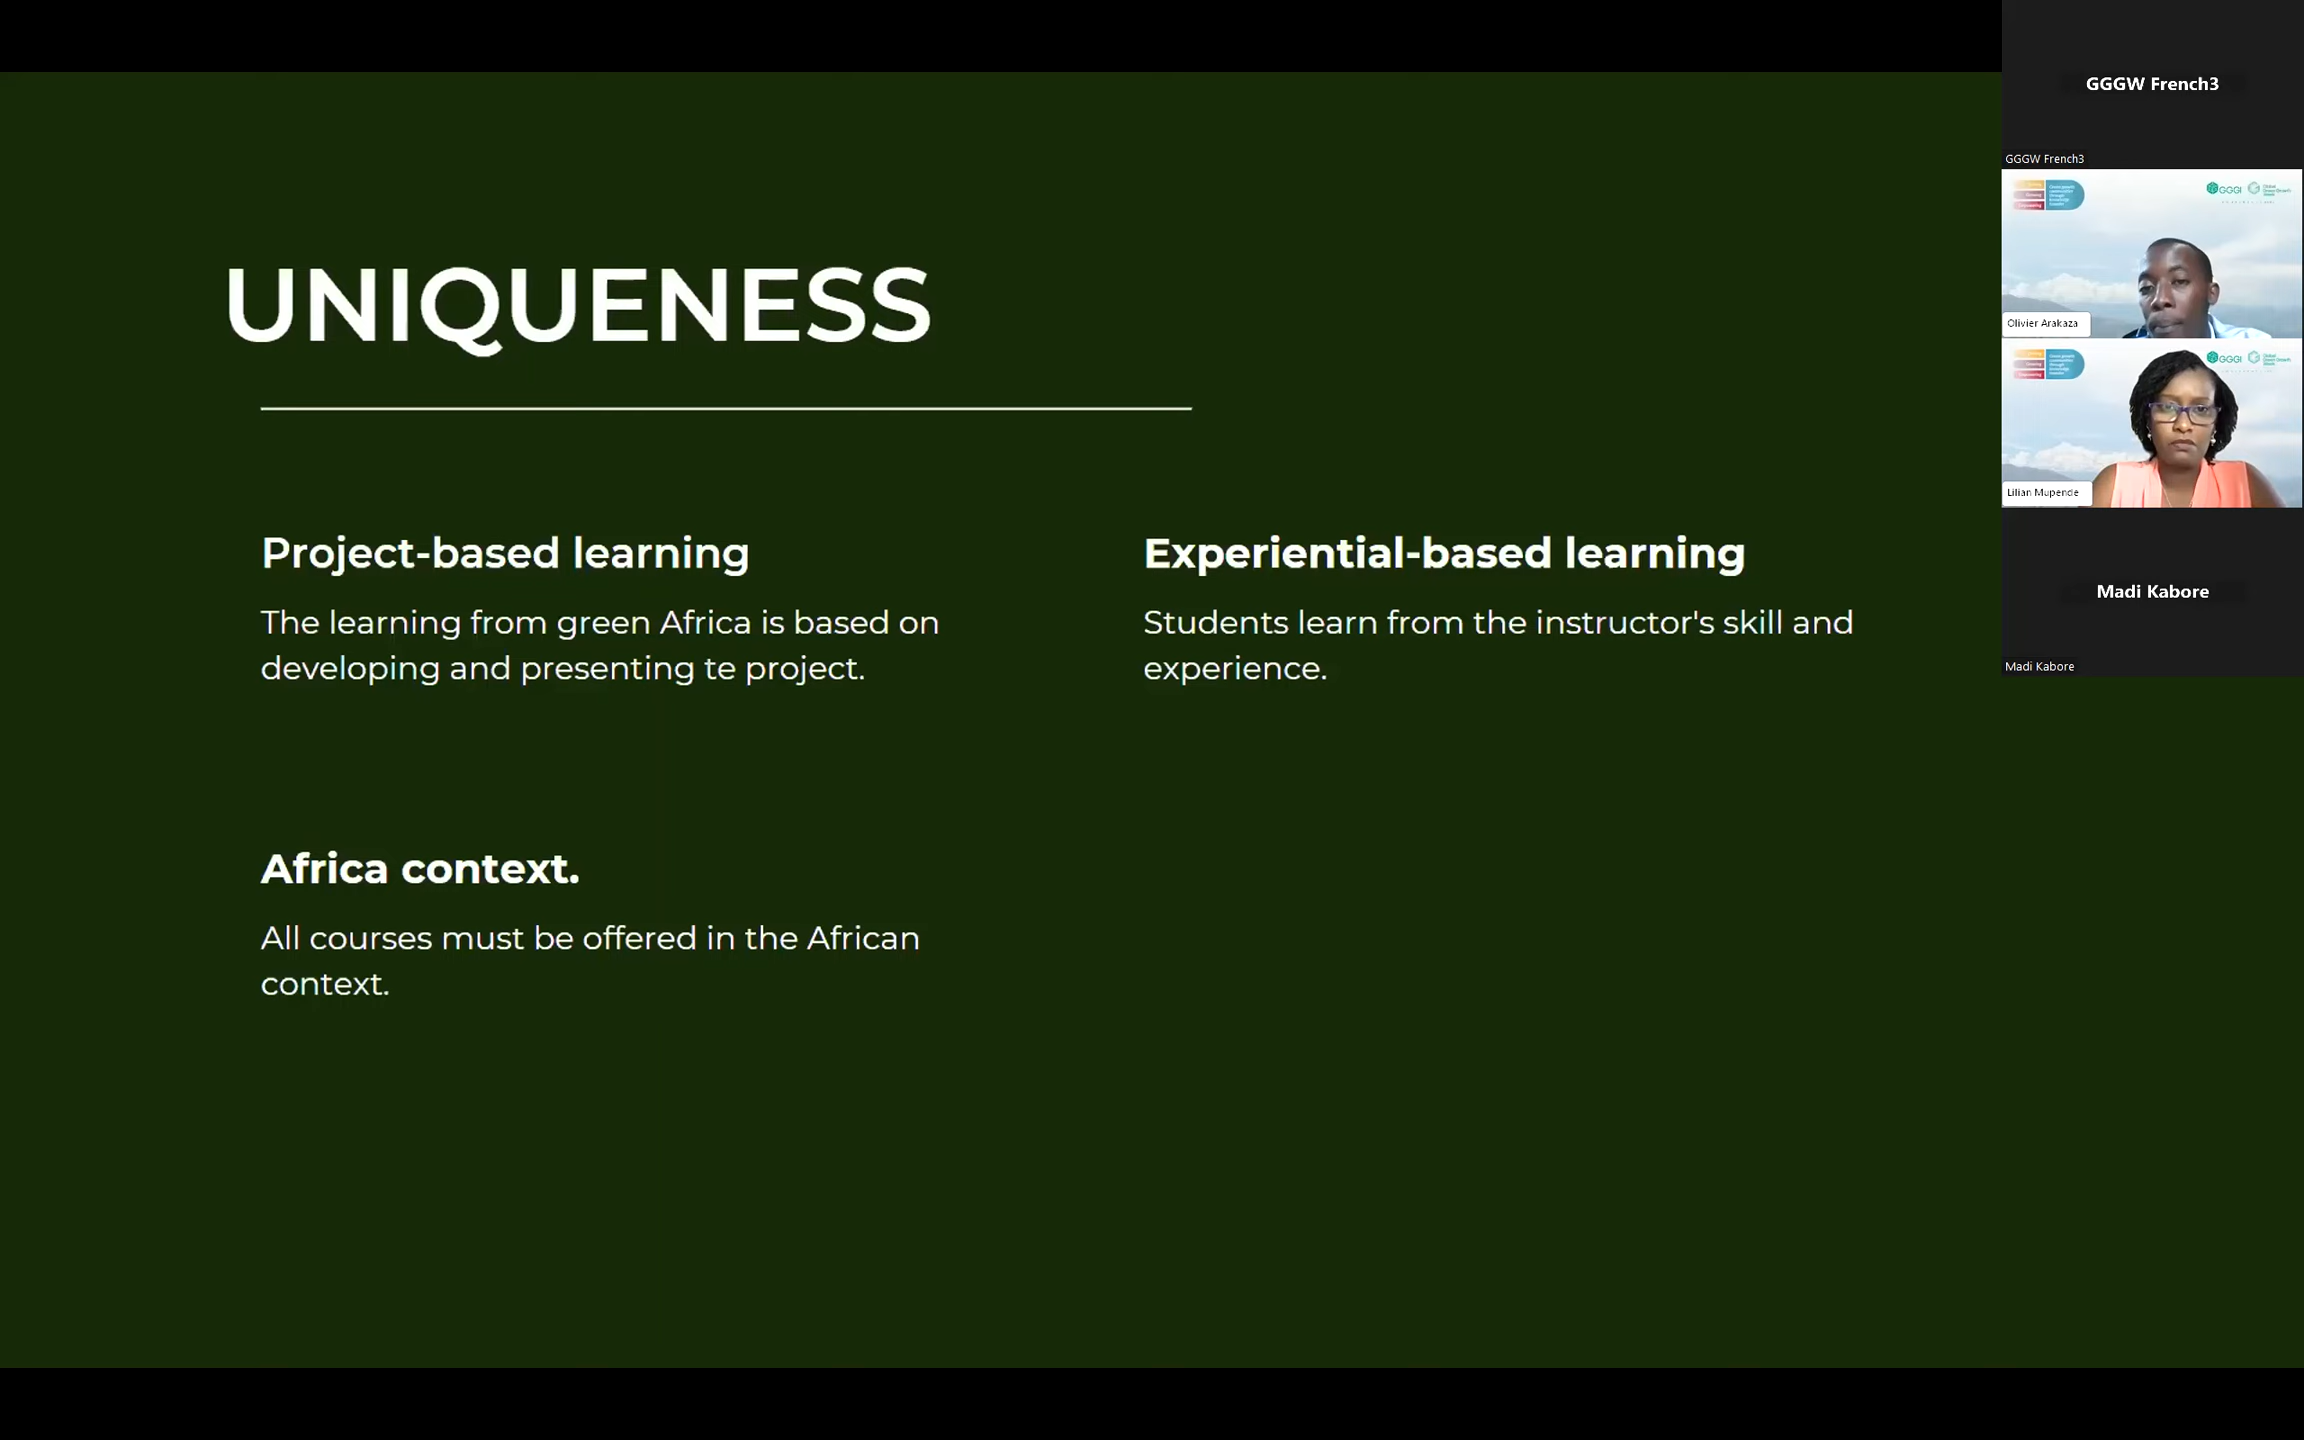 UNIQUENESS
Project-based learning
The learning from green Africa is based on
developing and presenting te project.
Experiential-based learning
Students learn from the instructor's skill and
experience.
Africa context.
All courses must be offered in the African
context.
GGGW French3
GGGW French3
GGGI
Olivier Arakaza
GGGI
Lilian Mupende
Madi Kabore
Madi Kabore